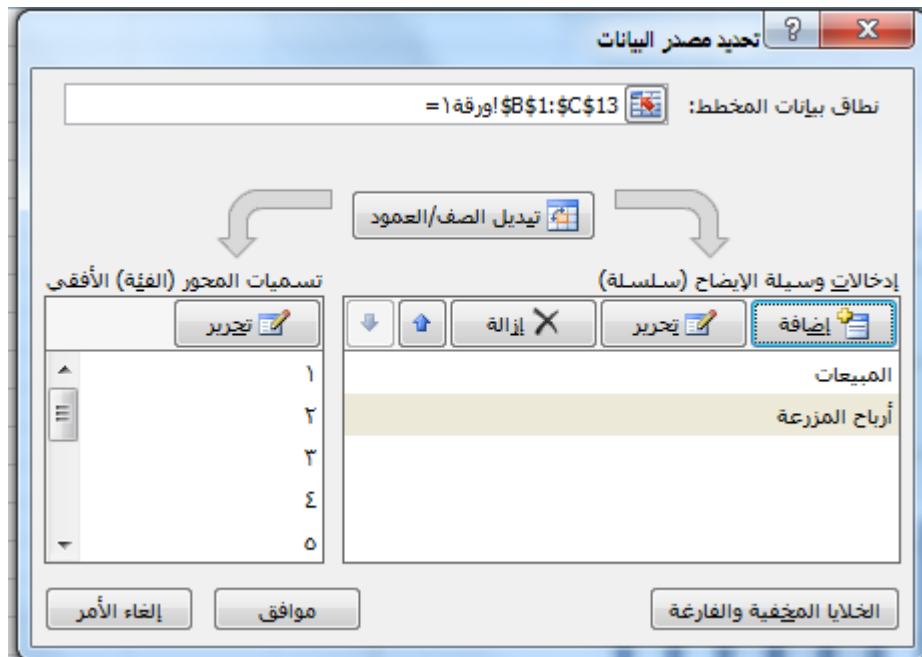 تحديد مصدر البيانات
نطاق بيانات المخطط: =ورقة١!$B$1:$C$13
تبديل الصف/العمود
إدخالات وسيلة الإيضاح (سلسلة)
إضافة تحرير إزالة
المبيعات
أرباح المزرعة
تسميات المحور (الفئة) الأفقي
تحرير
١
٢
٣
٤
٥
الخلايا المخفية والفارغة
موافق إلغاء الأمر